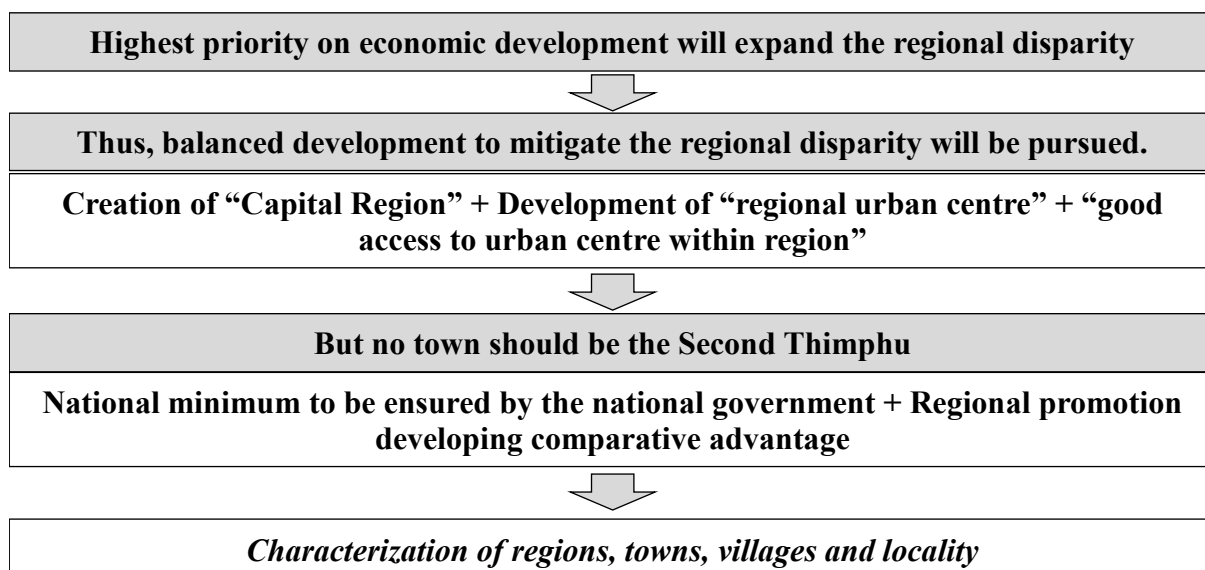 Highest priority on economic development will expand the regional disparity
Thus, balanced development to mitigate the regional disparity will be pursued.
Creation of “Capital Region” + Development of “regional urban centre” + “good
access to urban centre within region”
But no town should be the Second Thimphu
National minimum to be ensured by the national government + Regional promotion
developing comparative advantage
Characterization of regions, towns, villages and locality